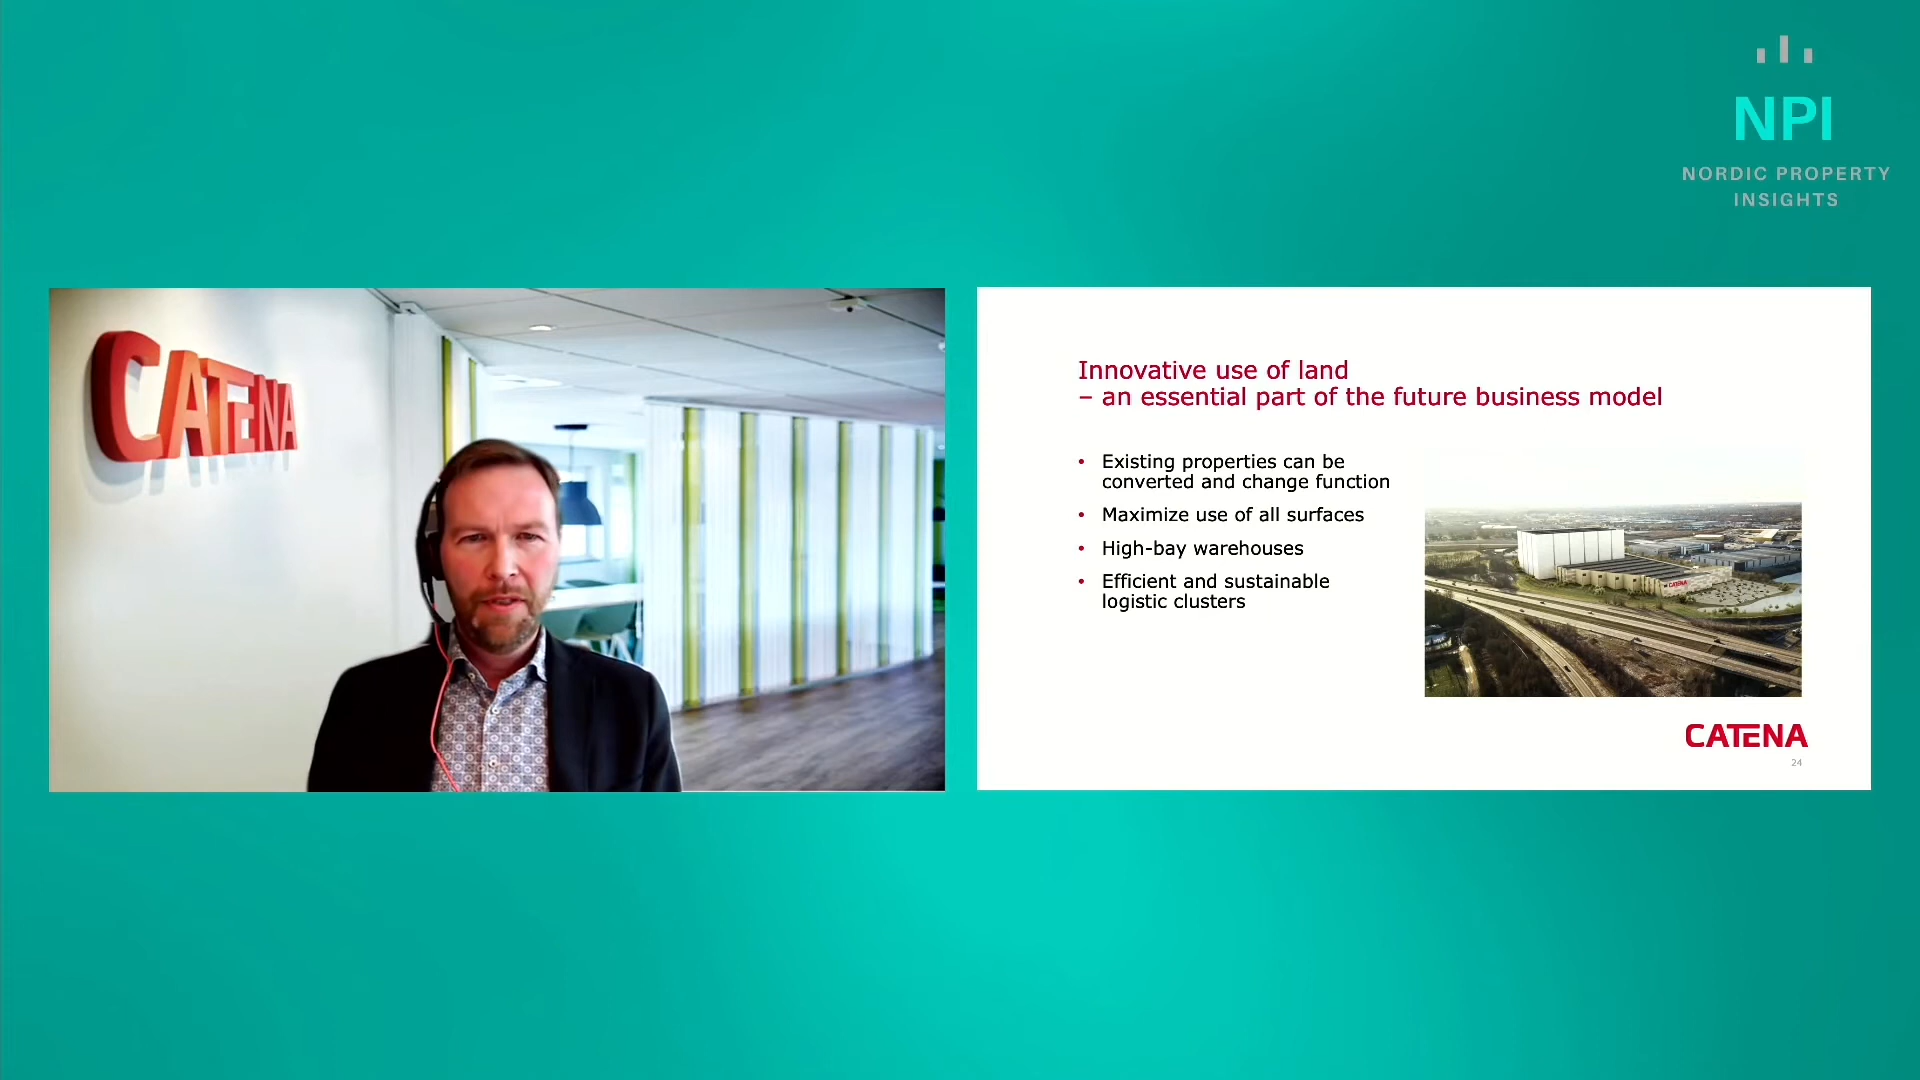 NPI
NORDIC PROPERTY
INSIGHTS
CATENA
Innovative use of land
– an essential part of the future business model
• Existing properties can be
converted and change function
• Maximize use of all surfaces
• High-bay warehouses
• Efficient and sustainable
logistic clusters
CATENA
CATENA
24